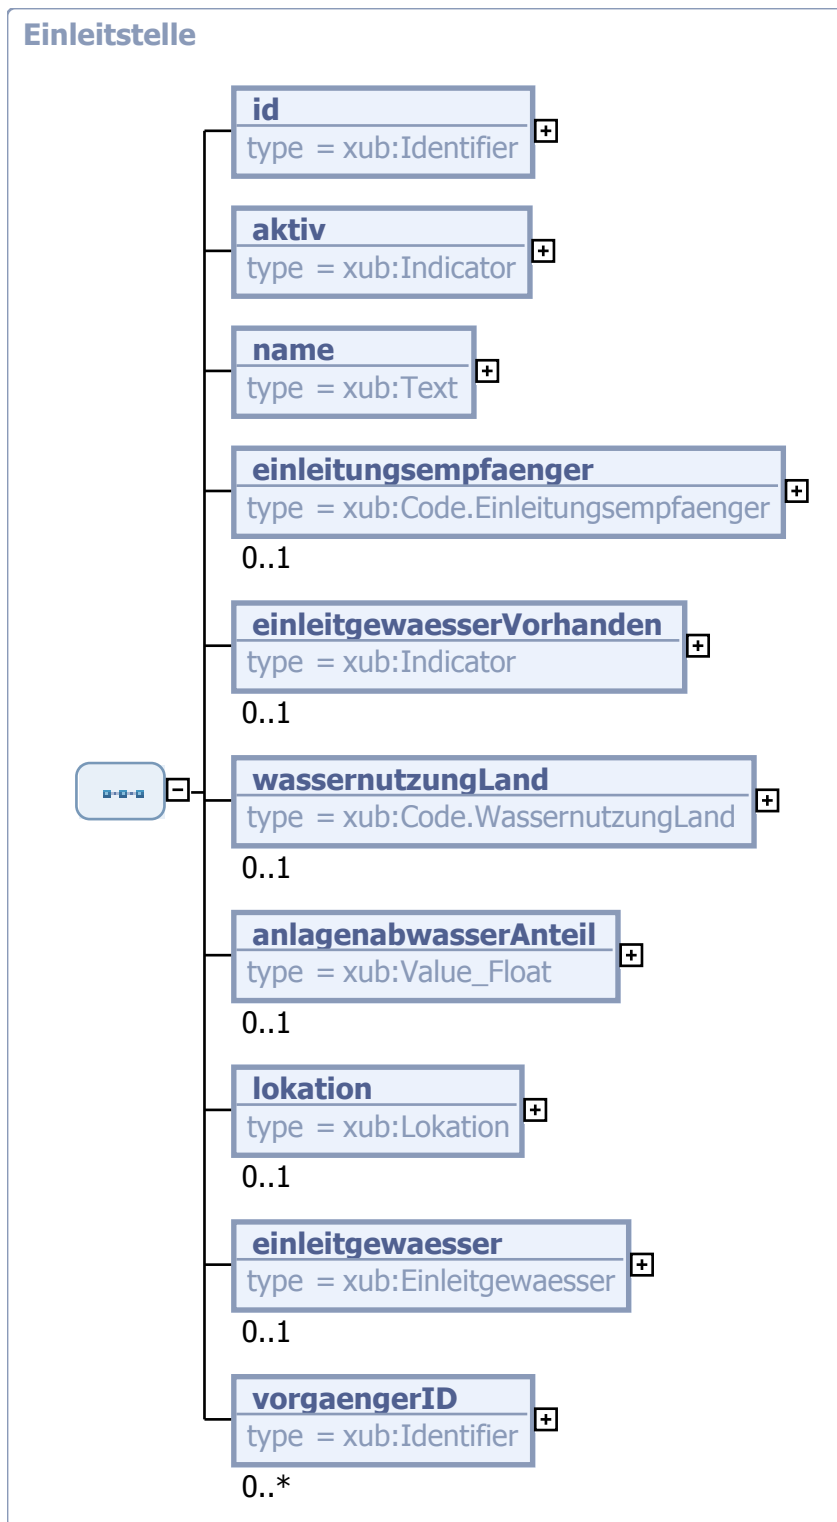 Einleitstelle
id
type = xub:Identifier
aktiv
type = xub:Indicator
name
type = xub:Text
einleitungsempfaenger
type = xub:Code.Einleitungsempfaenger
0..1
einleitgewaesserVorhanden
type = xub:Indicator
0..1
wassernutzungLand
type = xub:Code.WassernutzungLand
0..1
anlagenabwasserAnteil
type = xub:Value_Float
0..1
lokation
type = xub:Lokation
0..1
einleitgewaesser
type = xub:Einleitgewaesser
0..1
vorgaengerID
type = xub:Identifier
0..*